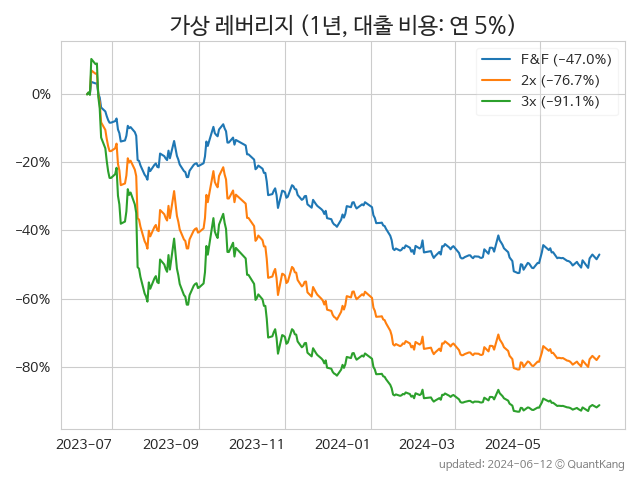 가상 레버리지 (1년, 대출 비용: 연 5%)
F&F (−47.0%)
2x (−76.7%)
3x (−91.1%)
0%
−20%
−40%
−60%
−80%
2023-07 2023-09 2023-11 2024-01 2024-03 2024-05
updated: 2024-06-12 © QuantKang